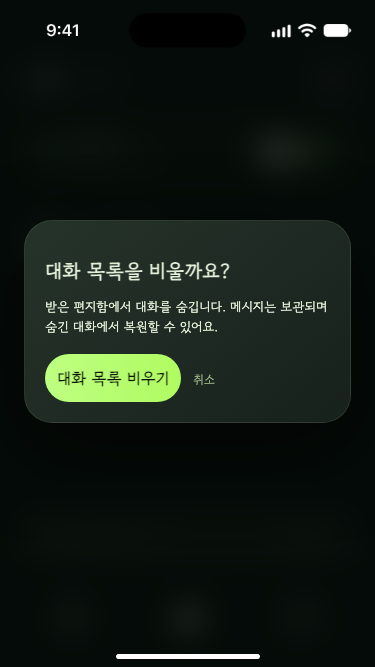 9:41
대화 목록을 비울까요?
받은 편지함에서 대화를 숨깁니다. 메시지는 보관되며
숨긴 대화에서 복원할 수 있어요.
대화 목록 비우기
취소